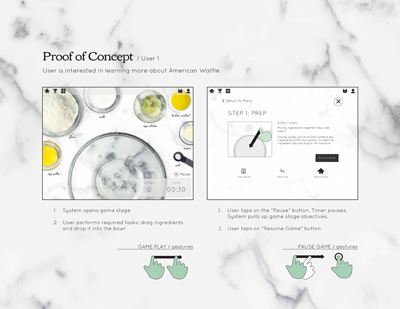 Proof of Concept / User 1
User is interested in learning more about American Waffle
Pause
0
00:30
Return to Menu
STEP 1: PREP
DIRECTIONS
1. System opens game stage
2. User performs required tasks: drag ingredients
and drop it into the bowl
1. User taps on the "Pause" button. Timer pauses,
System pulls up game stage objectives.
2. User taps on "Resume Game" button
GAME PLAY / gestures
PAUSE GAME / gestures